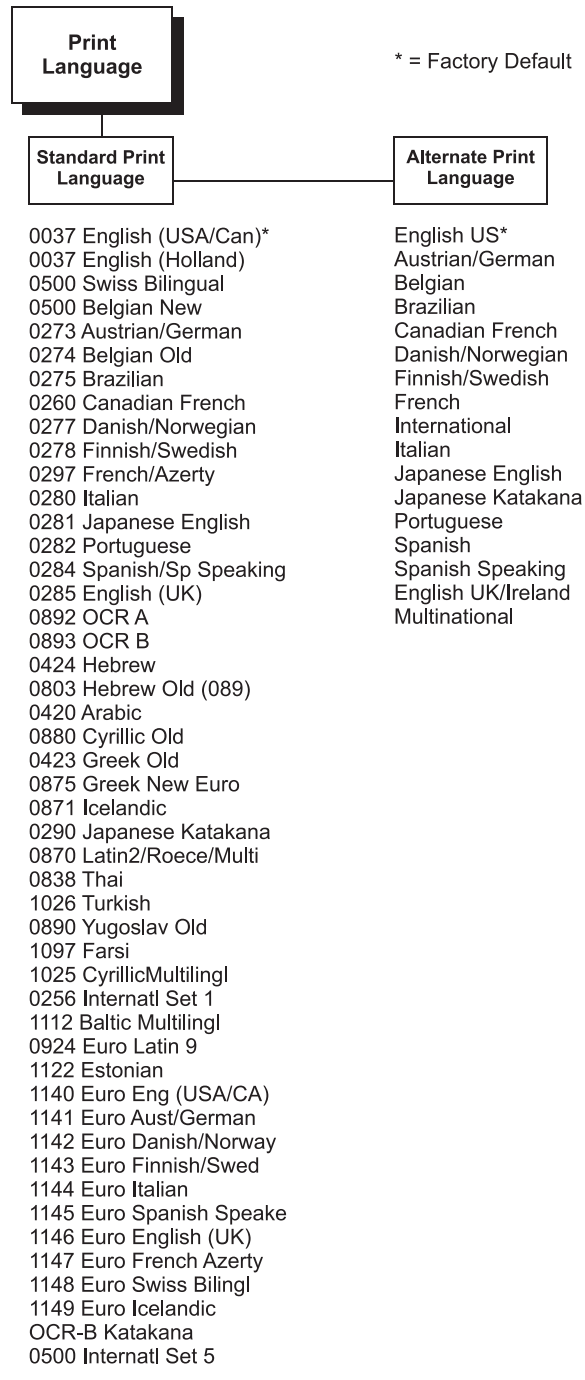 Print
Language
* = Factory Default
Standard Print
Language
Alternate Print
Language
0037 English (USA/Can)*
0037 English (Holland)
0500 Swiss Bilingual
0500 Belgian New
0273 Austrian/German
0274 Belgian Old
0275 Brazilian
0260 Canadian French
0277 Danish/Norwegian
0278 Finnish/Swedish
0297 French/Azerty
0280 Italian
0281 Japanese English
0282 Portuguese
0284 Spanish/Sp Speaking
0285 English (UK)
0892 OCR A
0893 OCR B
0424 Hebrew
0803 Hebrew Old (089)
0420 Arabic
0880 Cyrillic Old
0423 Greek Old
0875 Greek New Euro
0871 Icelandic
0290 Japanese Katakana
0870 Latin2/Roece/Multi
0838 Thai
1026 Turkish
0890 Yugoslav Old
1097 Farsi
1025 CyrillicMultilingl
0256 Internatl Set 1
1112 Baltic Multilingl
0924 Euro Latin 9
1122 Estonian
1140 Euro Eng (USA/CA)
1141 Euro Aust/German
1142 Euro Danish/Norway
1143 Euro Finnish/Swed
1144 Euro Italian
1145 Euro Spanish Speake
1146 Euro English (UK)
1147 Euro French Azerty
1148 Euro Swiss Bilingl
1149 Euro Icelandic
OCR-B Katakana
0500 Internatl Set 5
English US*
Austrian/German
Belgian
Brazilian
Canadian French
Danish/Norwegian
Finnish/Swedish
French
International
Italian
Japanese English
Japanese Katakana
Portuguese
Spanish
Spanish Speaking
English UK/Ireland
Multinational